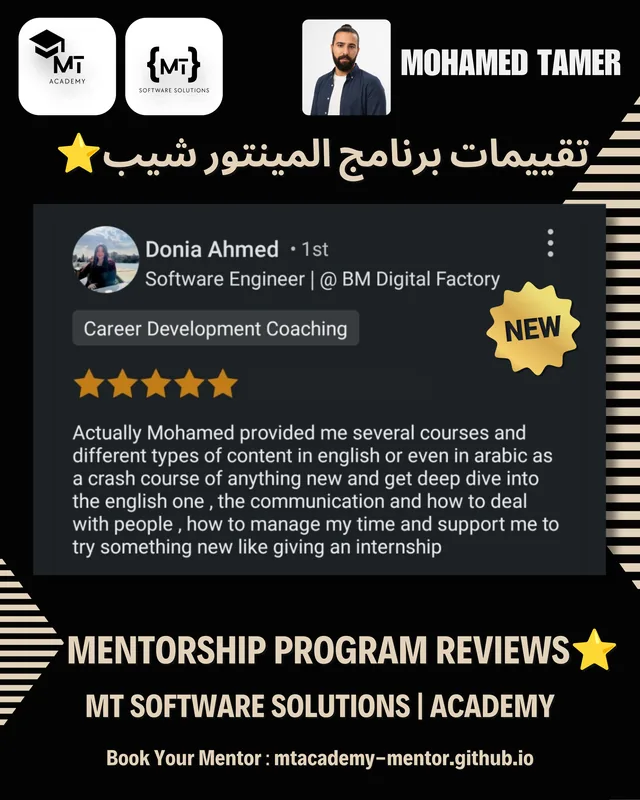 MT
ACADEMY
{MT}
SOFTWARE SOLUTIONS
MOHAMED TAMER
تقييمات برنامج المينتور شيب⭐
Donia Ahmed • 1st
Software Engineer | @ BM Digital Factory
Career Development Coaching
NEW
Actually Mohamed provided me several courses and
different types of content in english or even in arabic as
a crash course of anything new and get deep dive into
the english one , the communication and how to deal
with people , how to manage my time and support me to
try something new like giving an internship
MENTORSHIP PROGRAM REVIEWS⭐
MT SOFTWARE SOLUTIONS | ACADEMY
Book Your Mentor : mtacademy-mentor.github.io